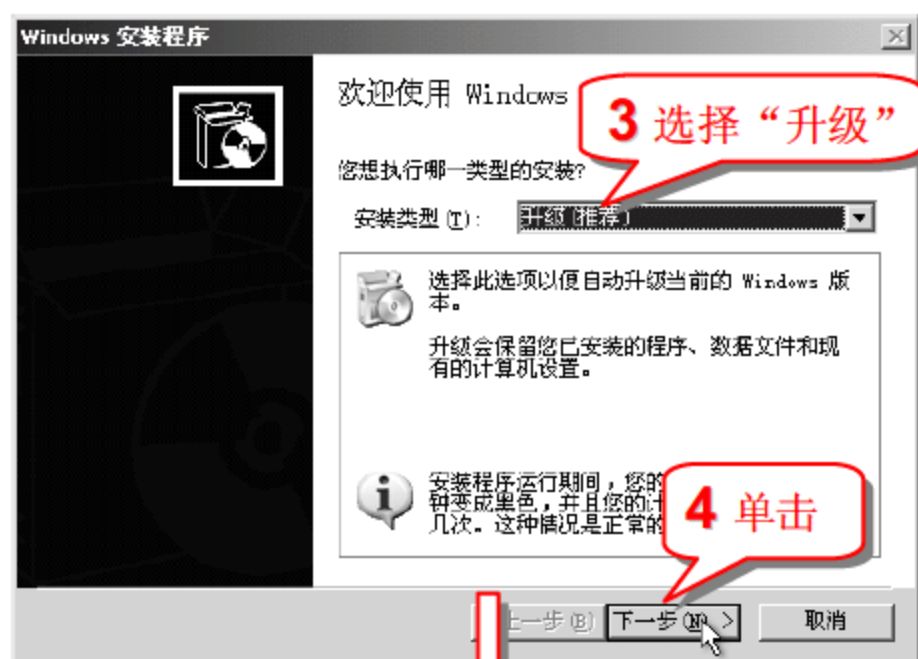 Windows 安装程序
欢迎使用 Windows
3 选择“升级”
您想执行哪一类型的安装?
安装类型(T): 升级(推荐)
选择此选项以便自动升级当前的 Windows 版
本。
升级会保留您已安装的程序、数据文件和现
有的计算机设置。
安装程序运行期间，您的
钟变成黑色，并且您的计
几次。这种情况是正常的
4 单击
一步(B) 下一步(N) > 取消